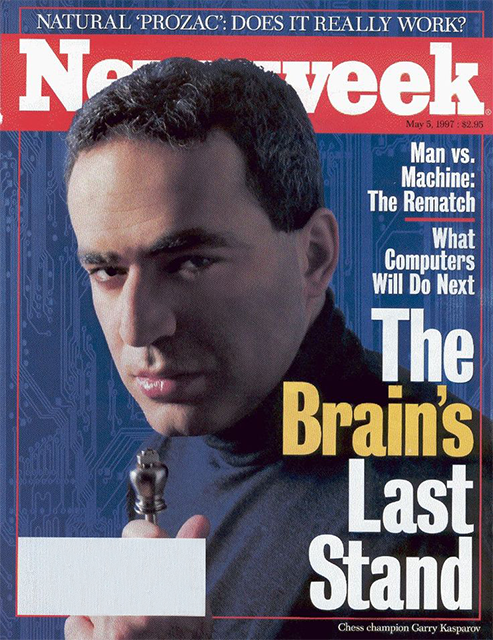 NATURAL 'PROZAC': DOES IT REALLY WORK?
Newsweek
May 5, 1997 : $2.95
Man vs.
Machine:
The Rematch
What
Computers
Will Do Next
The
Brain's
Last
Stand
Chess champion Garry Kasparov